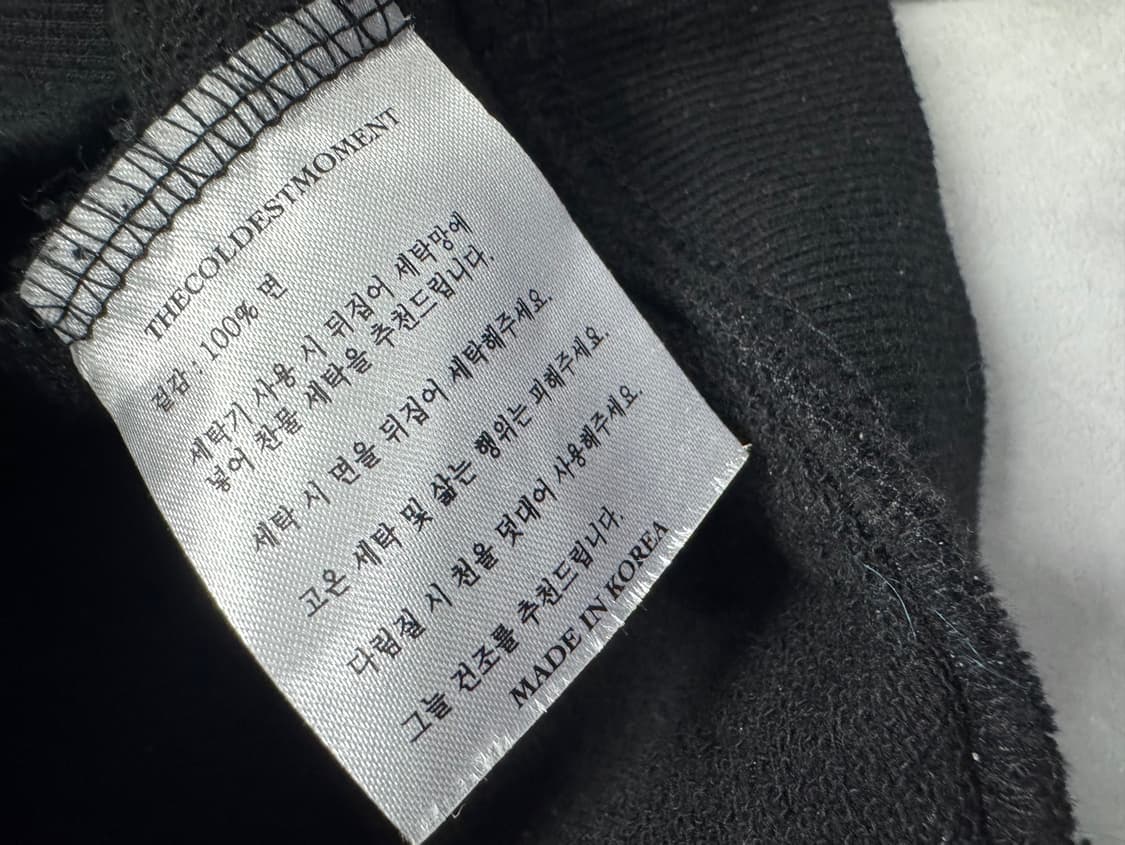 THECOLDESTMOMENT
겉감 : 100% 면
세탁기 사용 시 뒤집어 세탁망에
넣어 찬물 세탁을 추천드립니다.
세탁 시 면을 뒤집어 세탁해주세요.
고온 세탁 및 삶는 행위는 피해주세요.
다림질 시 천을 덧대어 사용해주세요.
그늘 건조를 추천드립니다.
MADE IN KOREA